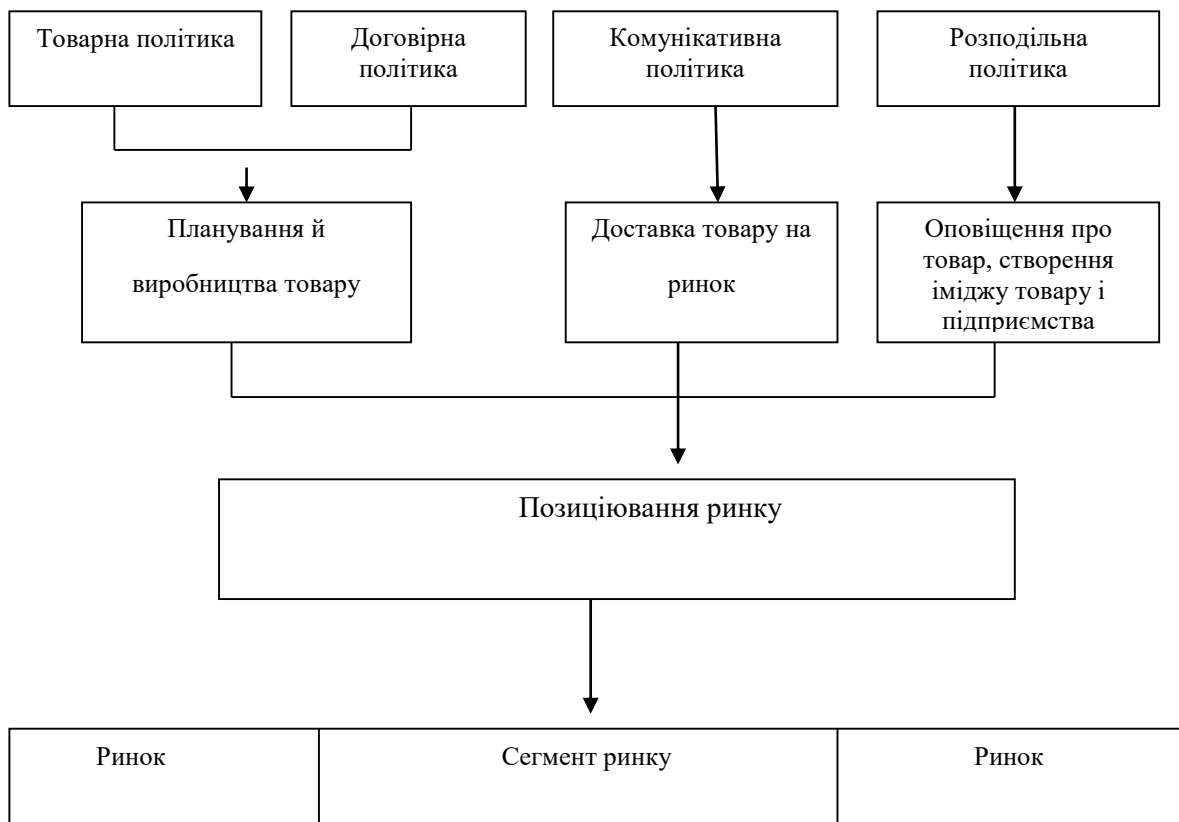 Товарна політика
Договірна
політика
Комунікативна
політика
Розподільна
політика
Планування й
виробництва товару
Доставка товару на
ринок
Оповіщення про
товар, створення
іміджу товару і
підприємства
Позиціювання ринку
Ринок
Сегмент ринку
Ринок